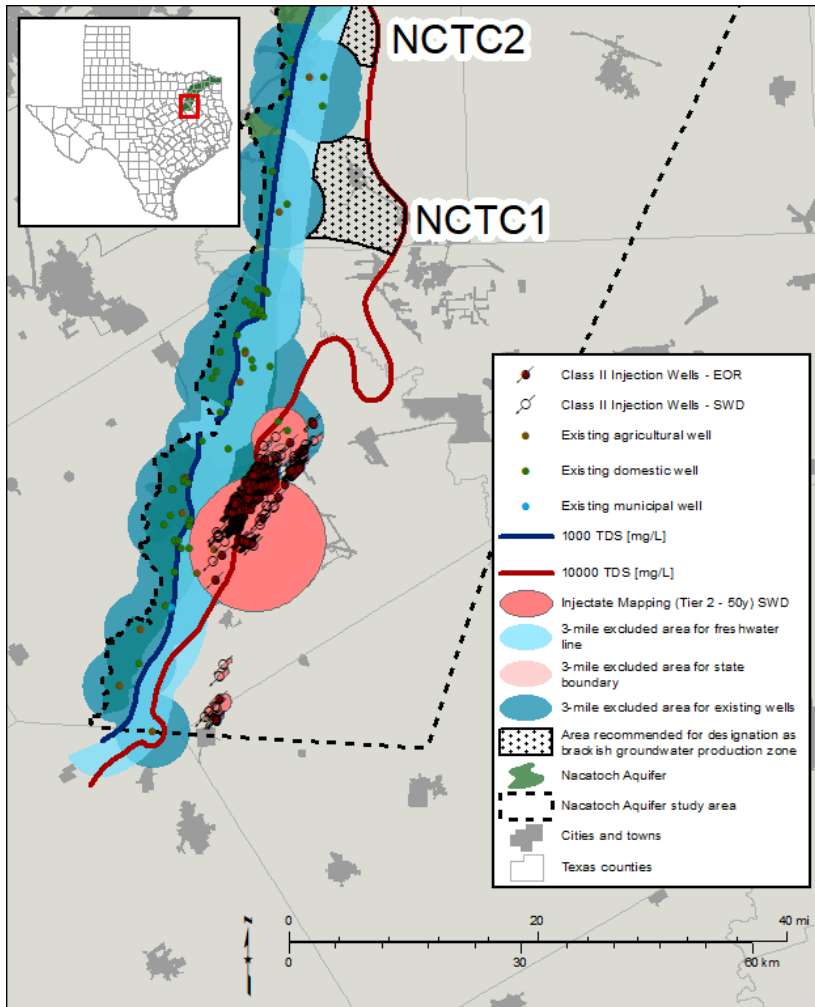 NCTC2
NCTC1
Class II Injection Wells - EOR
Class II Injection Wells - SWD
Existing agricultural well
Existing domestic well
Existing municipal well
1000 TDS [mg/L]
10000 TDS [mg/L]
Injectate Mapping (Tier 2 - 50y) SWD
3-mile excluded area for freshwater
line
3-mile excluded area for state
boundary
3-mile excluded area for existing wells
Area recommended for designation as
brackish groundwater production zone
Nacatoch Aquifer
Nacatoch Aquifer study area
Cities and towns
Texas counties
N
0 20 40 mi
0 30 60 km